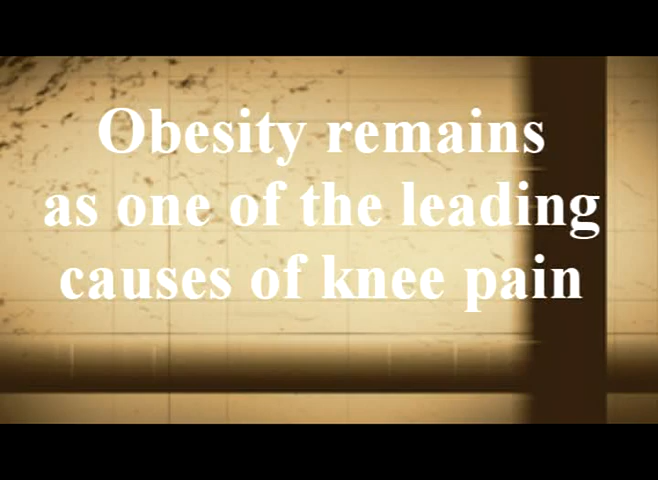 Obesity remains
as one of the leading
causes of knee pain